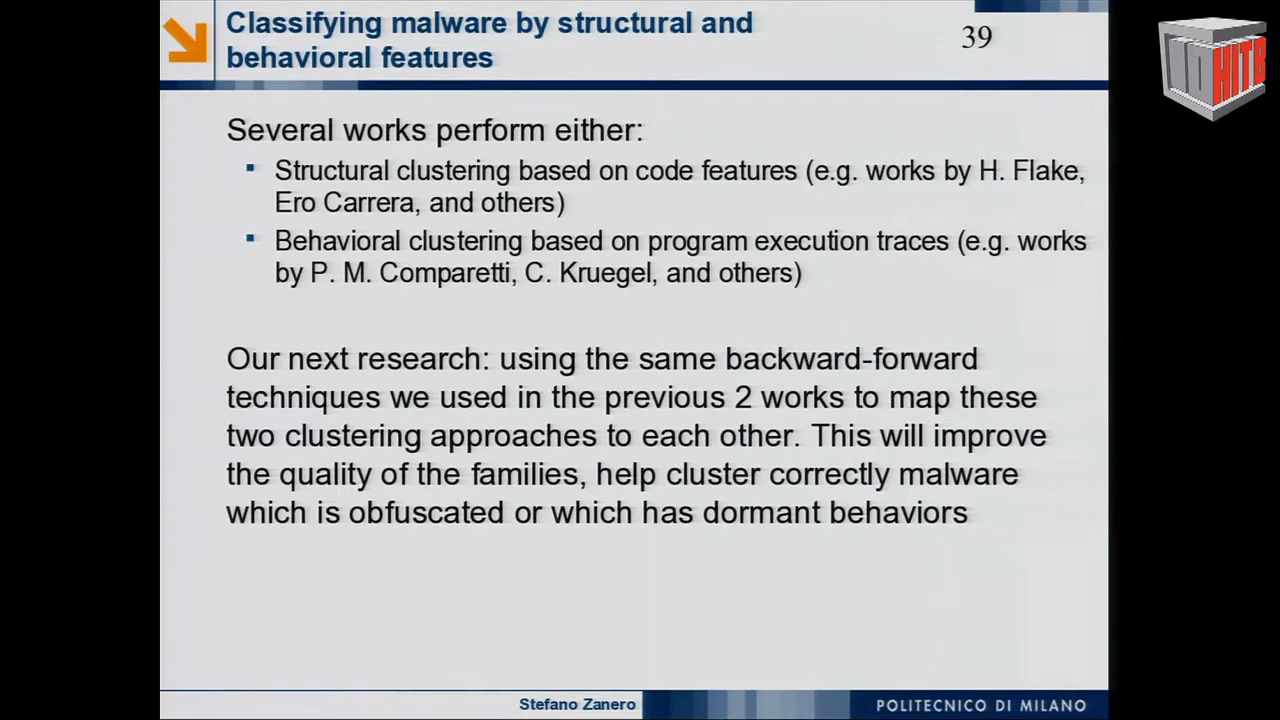 Classifying malware by structural and
behavioral features
39
HITB
Several works perform either:
Structural clustering based on code features (e.g. works by H. Flake,
Ero Carrera, and others)
Behavioral clustering based on program execution traces (e.g. works
by P. M. Comparetti, C. Kruegel, and others)
Our next research: using the same backward-forward
techniques we used in the previous 2 works to map these
two clustering approaches to each other. This will improve
the quality of the families, help cluster correctly malware
which is obfuscated or which has dormant behaviors
Stefano Zanero
POLITECNICO DI MILANO